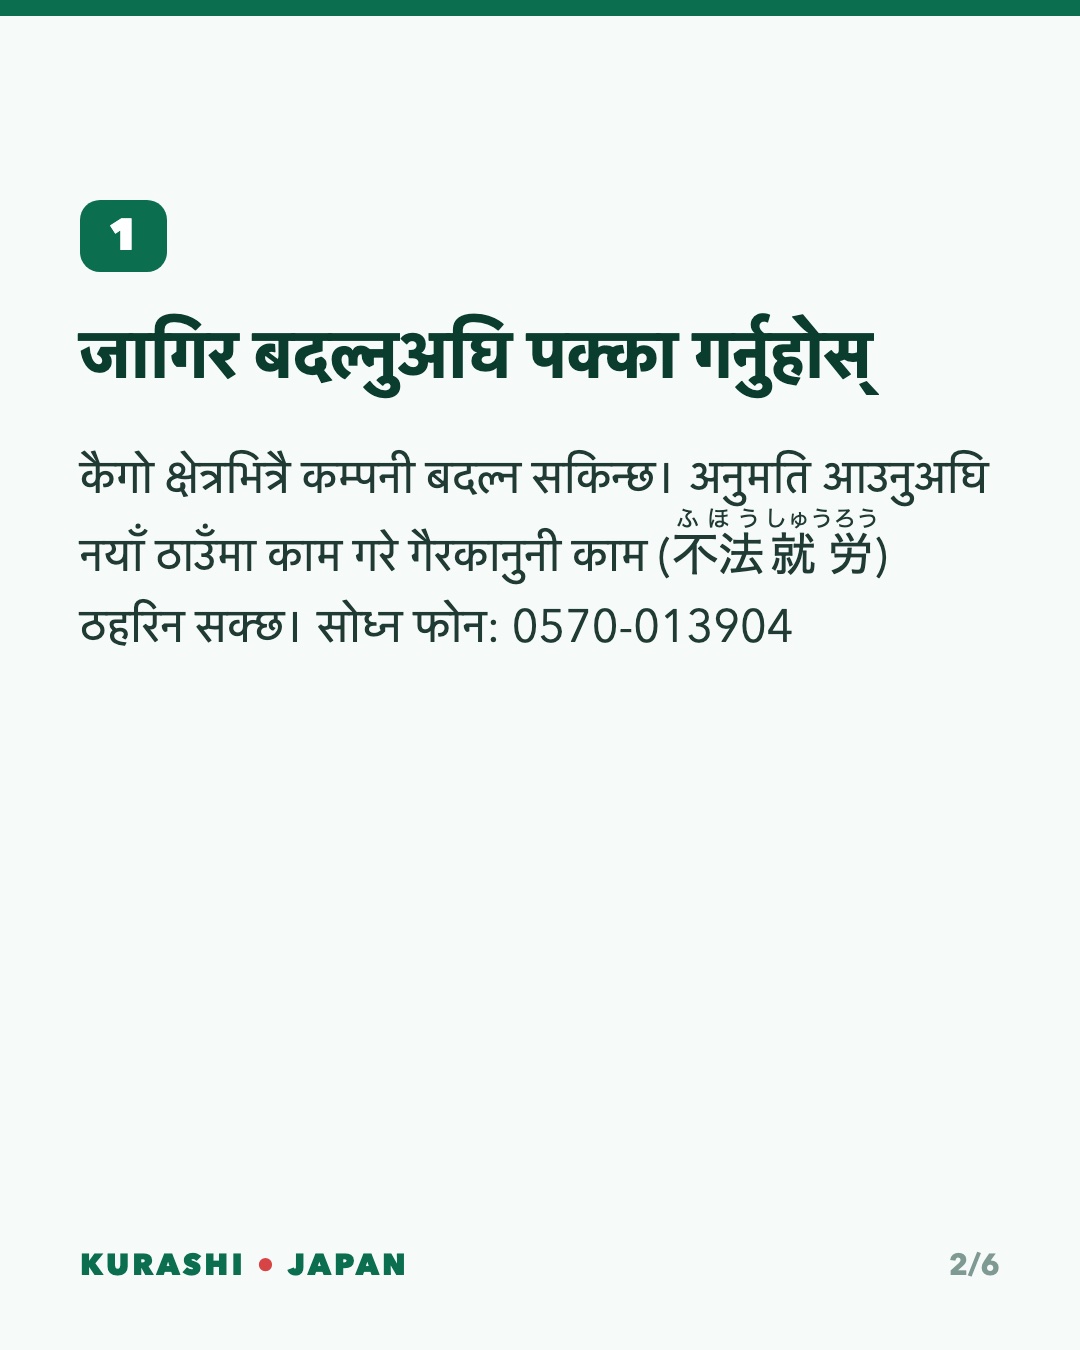 1
जागिर बदल्नुअघि पक्का गर्नुहोस्
कैगो क्षेत्रभित्रै कम्पनी बदल्न सकिन्छ। अनुमति आउनुअघि
ふほうしゅうろう
नयाँ ठाउँमा काम गरे गैरकानुनी काम (不法就労)
ठहरिन सक्छ। सोध्न फोन: 0570-013904
KURASHI • JAPAN
2/6